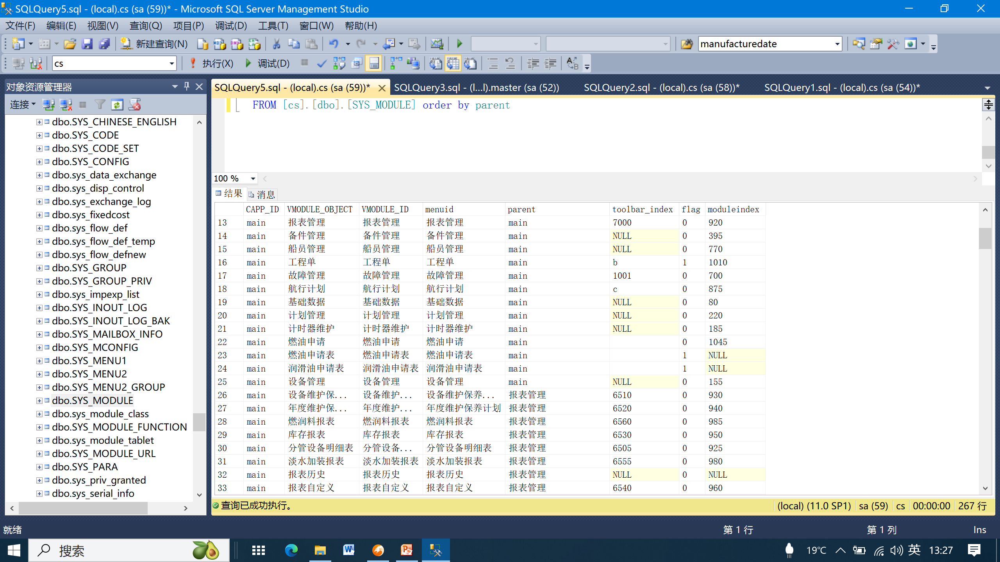 SQLQuery5.sql - (local).cs (sa (59))* - Microsoft SQL Server Management Studio
文件(F) 编辑(E) 视图(V) 查询(Q) 项目(P) 调试(D) 工具(T) 窗口(W) 帮助(H)
新建查询(N) manufacturedate
cs 执行(X) 调试(D)
对象资源管理器
连接
dbo.SYS_CHINESE_ENGLISH
dbo.SYS_CODE
dbo.SYS_CODE_SET
dbo.SYS_CONFIG
dbo.sys_data_exchange
dbo.sys_disp_control
dbo.sys_exchange_log
dbo.sys_fixedcost
dbo.sys_flow_def
dbo.sys_flow_def_temp
dbo.sys_flow_defnew
dbo.SYS_GROUP
dbo.SYS_GROUP_PRIV
dbo.sys_impexp_list
dbo.SYS_INOUT_LOG
dbo.SYS_INOUT_LOG_BAK
dbo.SYS_MAILBOX_INFO
dbo.SYS_MCONFIG
dbo.SYS_MENU1
dbo.SYS_MENU2
dbo.SYS_MENU2_GROUP
dbo.SYS_MODULE
dbo.sys_module_class
dbo.SYS_MODULE_FUNCTION
dbo.sys_module_tablet
dbo.SYS_MODULE_URL
dbo.SYS_PARA
dbo.sys_priv_granted
dbo.sys_serial_info
SQLQuery5.sql - (local).cs (sa (59))* SQLQuery3.sql - (l...l).master (sa (52)) SQLQuery2.sql - (local).cs (sa (58))* SQLQuery1.sql - (local).cs (sa (54))*
FROM [cs].[dbo].[SYS_MODULE] order by parent
100 %
结果 消息
CAPP_ID VMODULE_OBJECT VMODULE_ID menuid parent toolbar_index flag moduleindex
13 main 报表管理 报表管理 报表管理 main 7000 0 920
14 main 备件管理 备件管理 备件管理 main NULL 0 395
15 main 船员管理 船员管理 船员管理 main NULL 0 770
16 main 工程单 工程单 工程单 main b 1 1010
17 main 故障管理 故障管理 故障管理 main 1001 0 700
18 main 航行计划 航行计划 航行计划 main c 0 875
19 main 基础数据 基础数据 基础数据 main NULL 0 80
20 main 计划管理 计划管理 计划管理 main NULL 0 220
21 main 计时器维护 计时器维护 计时器维护 main NULL 0 185
22 main 燃油申请 燃油申请 燃油申请 main 0 1045
23 main 燃油申请表 燃油申请表 燃油申请表 main 1 NULL
24 main 润滑油申请表 润滑油申请表 润滑油申请表 main 1 NULL
25 main 设备管理 设备管理 设备管理 main NULL 0 155
26 main 设备维护保... 设备维护... 设备维护保养... 报表管理 6510 0 930
27 main 年度维护保... 年度维护... 年度维护保养计划 报表管理 6520 0 940
28 main 燃润料报表 燃润料报表 燃润料报表 报表管理 6560 0 985
29 main 库存报表 库存报表 库存报表 报表管理 6530 0 950
30 main 分管设备明细表 分管设备... 分管设备明细表 报表管理 6505 0 925
31 main 淡水加装报表 淡水加装报表 淡水加装报表 报表管理 6555 0 980
32 main 报表历史 报表历史 报表历史 报表管理 NULL 0 NULL
33 main 报表自定义 报表自定义 报表自定义 报表管理 6540 0 960
查询已成功执行。 (local) (11.0 SP1) sa (59) cs 00:00:00 267 行
就绪 第 1 行 第 1 列 Ins
搜索 19℃ 英 13:27